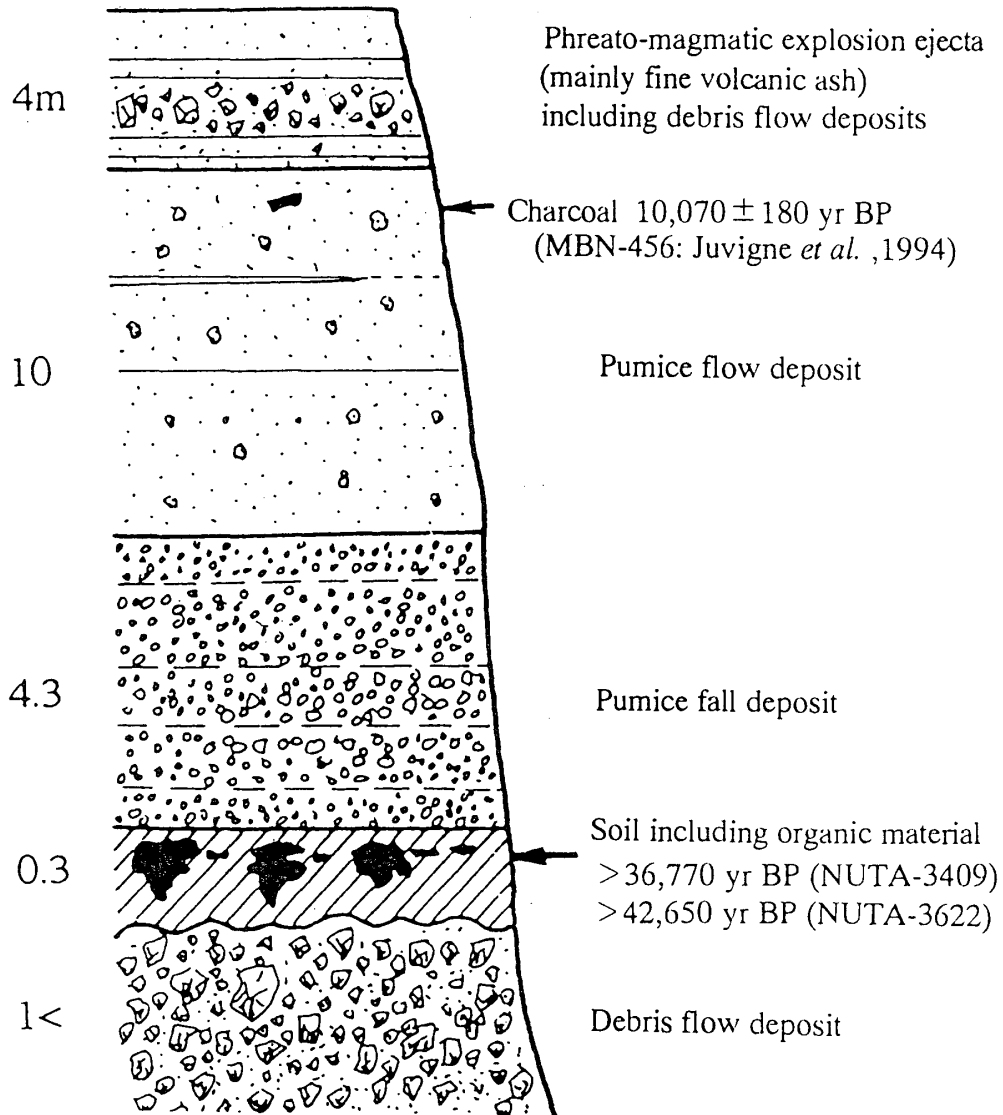 4m
Phreato-magmatic explosion ejecta
(mainly fine volcanic ash)
including debris flow deposits
Charcoal 10,070 ± 180 yr BP
(MBN-456: Juvigne et al. ,1994)
10
Pumice flow deposit
4.3
Pumice fall deposit
0.3
Soil including organic material
>36,770 yr BP (NUTA-3409)
>42,650 yr BP (NUTA-3622)
1<
Debris flow deposit